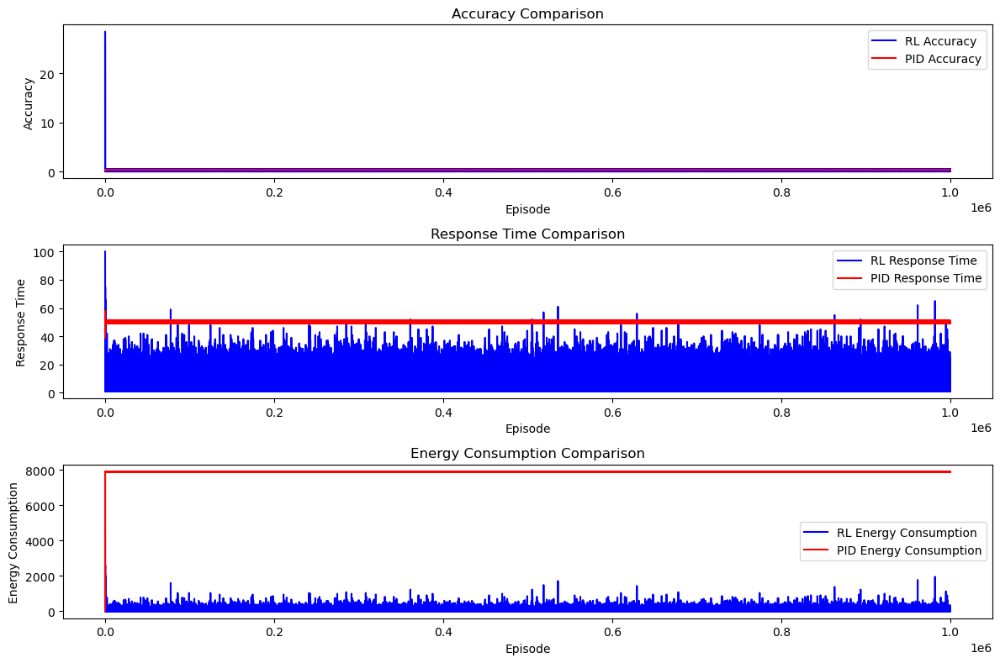 Accuracy Comparison
RL Accuracy
PID Accuracy
Accuracy
20
10
0
0.0 0.2 0.4 0.6 0.8 1.0
Episode
1e6
Response Time Comparison
RL Response Time
PID Response Time
Response Time
100
80
60
40
20
0
0.0 0.2 0.4 0.6 0.8 1.0
Episode
1e6
Energy Consumption Comparison
RL Energy Consumption
PID Energy Consumption
Energy Consumption
8000
6000
4000
2000
0
0.0 0.2 0.4 0.6 0.8 1.0
Episode
1e6